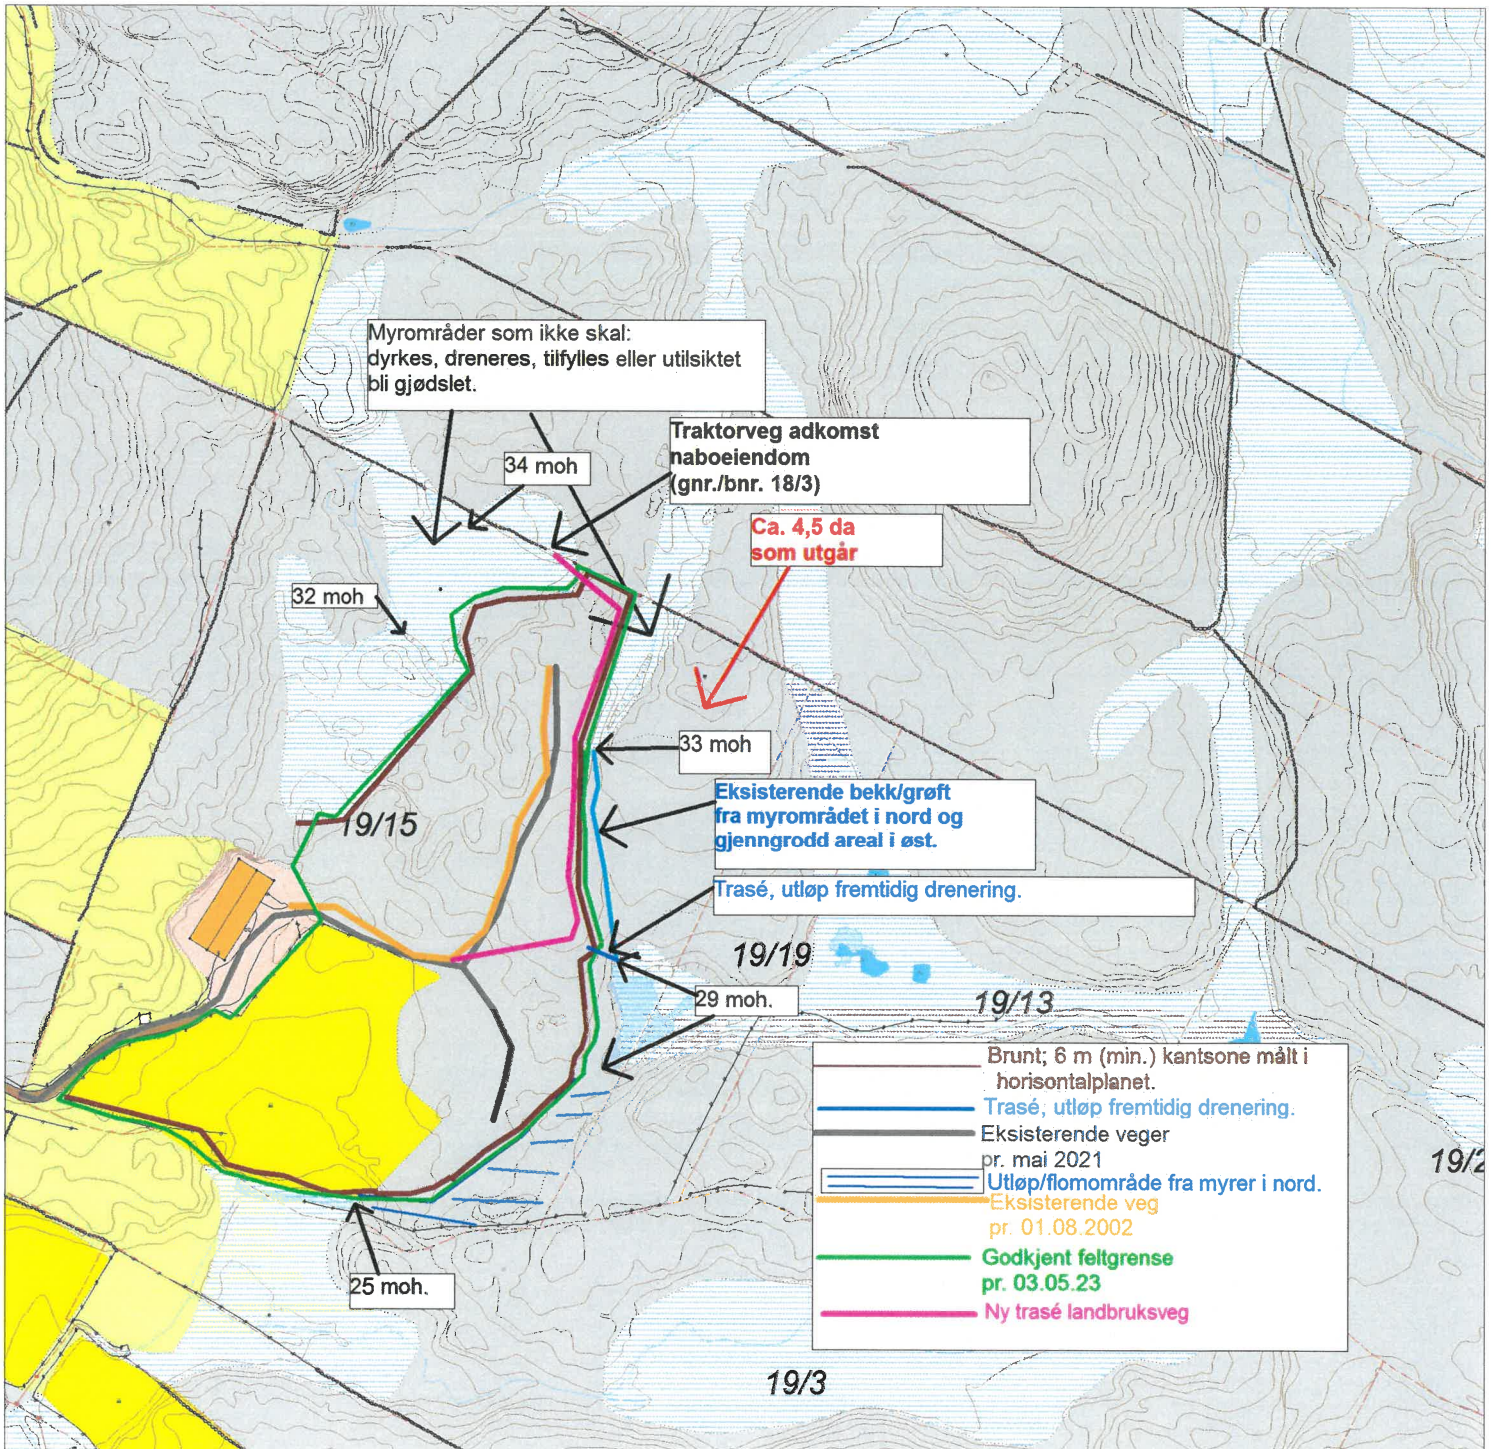 Myrområder som ikke skal:
dyrkes, dreneres, tilfylles eller utilsiktet
bli gjødslet.
Traktorveg adkomst
naboeiendom
(gnr./bnr. 18/3)
34 moh
Ca. 4,5 da
som utgår
32 moh
33 moh
Eksisterende bekk/grøft
fra myrområdet i nord og
gjenngrodd areal i øst.
19/15
Trasé, utløp fremtidig drenering.
19/19
29 moh.
19/13
Brunt; 6 m (min.) kantsone målt i
horisontalplanet.
Trasé, utløp fremtidig drenering.
Eksisterende veger
pr. mai 2021
Utløp/flomområde fra myrer i nord.
Eksisterende veg
pr. 01.08.2002
Godkjent feltgrense
pr. 03.05.23
Ny trasé landbruksveg
19/2
25 moh.
19/3